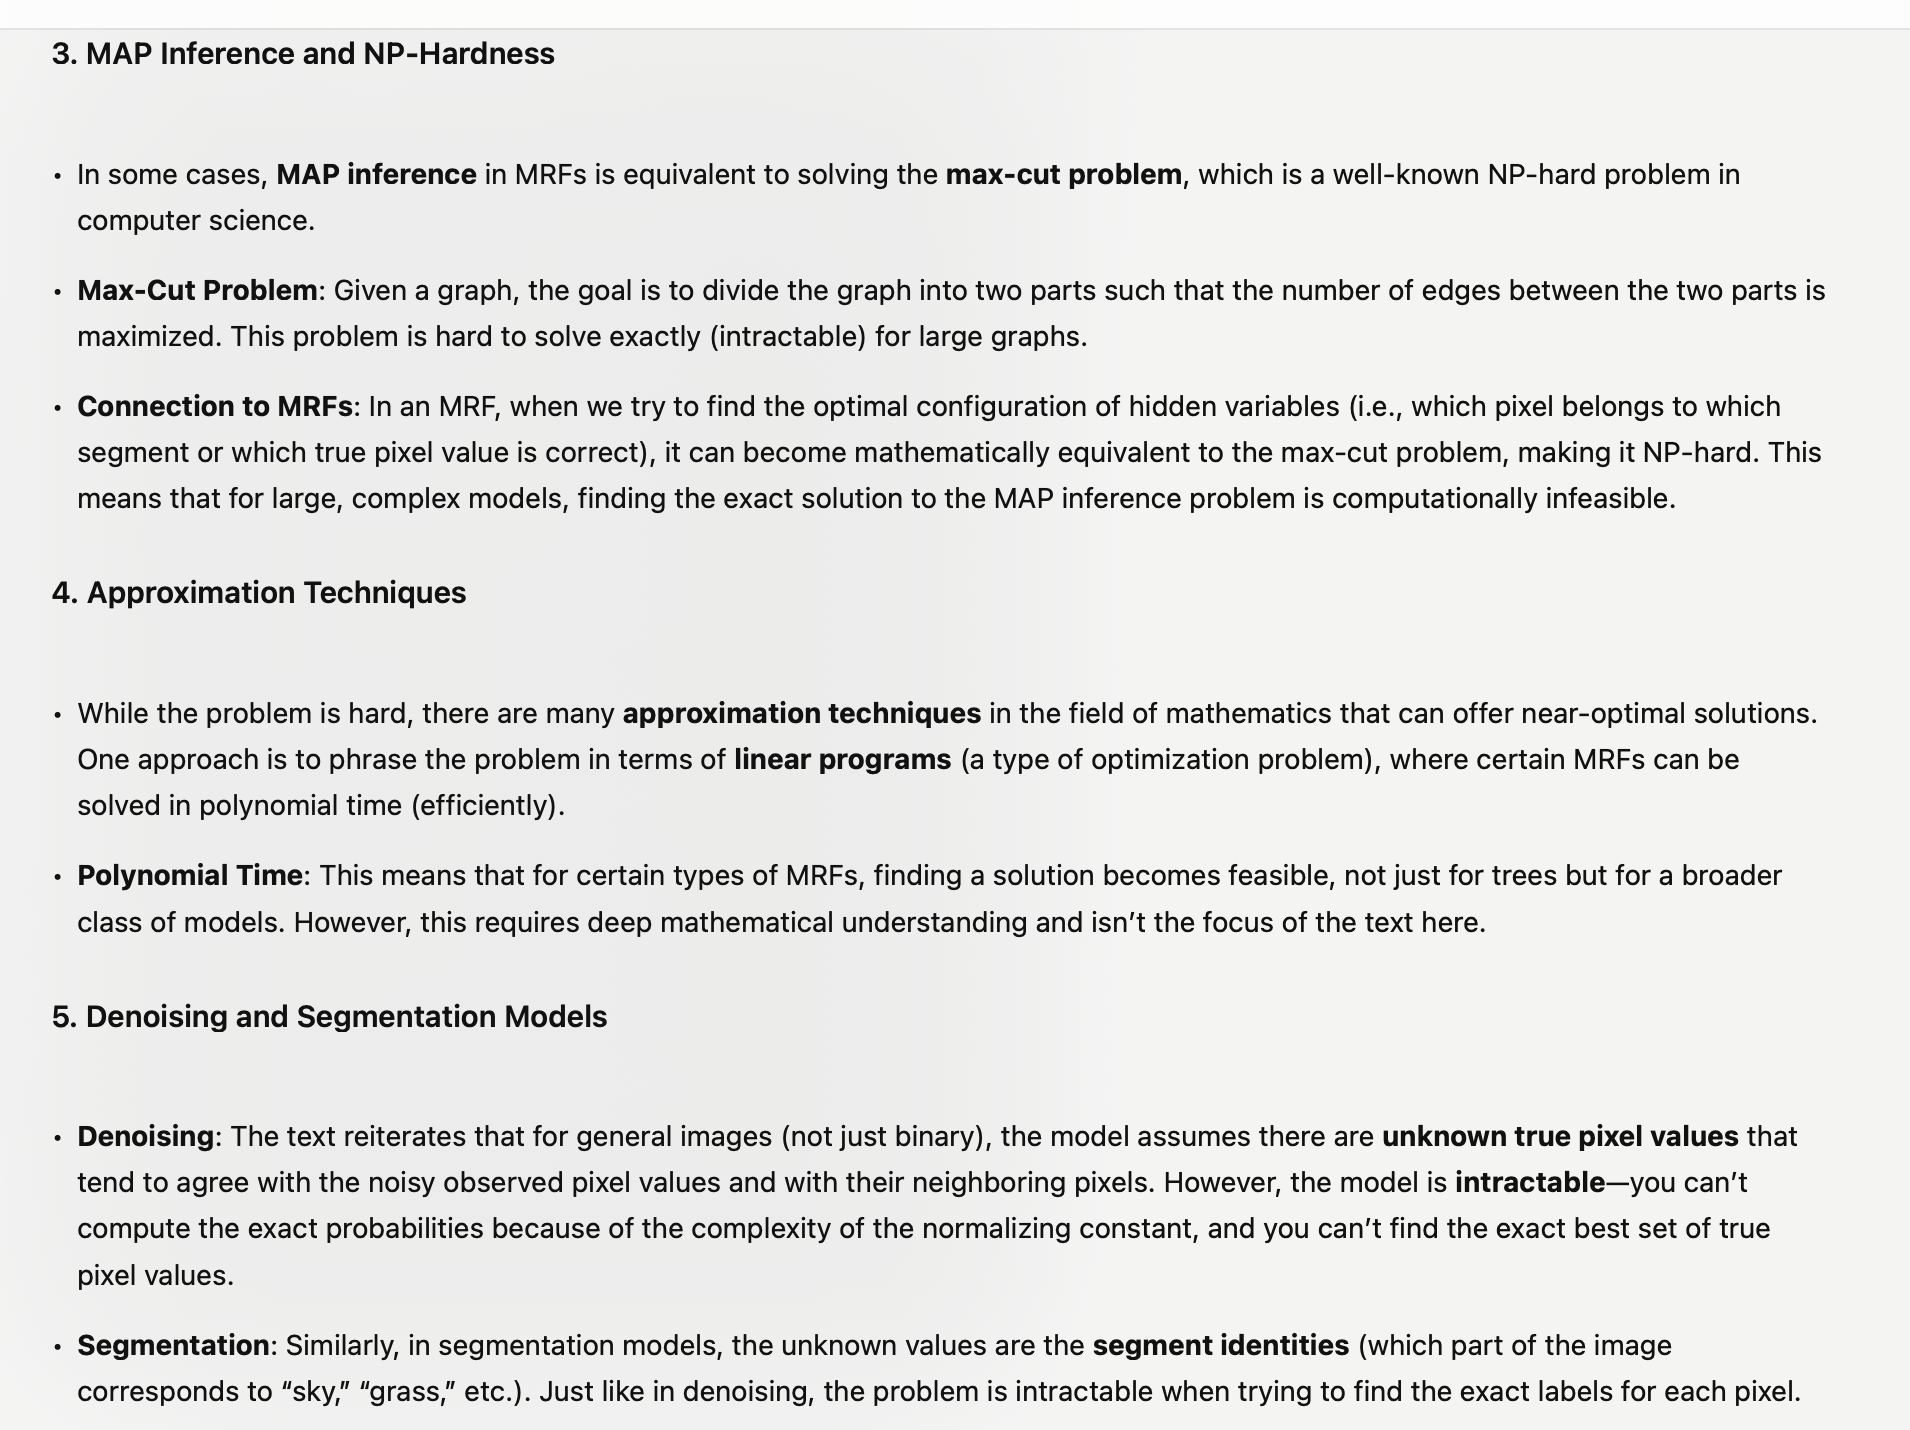 3. MAP Inference and NP-Hardness
• In some cases, MAP inference in MRFs is equivalent to solving the max-cut problem, which is a well-known NP-hard problem in
computer science.
• Max-Cut Problem: Given a graph, the goal is to divide the graph into two parts such that the number of edges between the two parts is
maximized. This problem is hard to solve exactly (intractable) for large graphs.
• Connection to MRFs: In an MRF, when we try to find the optimal configuration of hidden variables (i.e., which pixel belongs to which
segment or which true pixel value is correct), it can become mathematically equivalent to the max-cut problem, making it NP-hard. This
means that for large, complex models, finding the exact solution to the MAP inference problem is computationally infeasible.
4. Approximation Techniques
• While the problem is hard, there are many approximation techniques in the field of mathematics that can offer near-optimal solutions.
One approach is to phrase the problem in terms of linear programs (a type of optimization problem), where certain MRFs can be
solved in polynomial time (efficiently).
• Polynomial Time: This means that for certain types of MRFs, finding a solution becomes feasible, not just for trees but for a broader
class of models. However, this requires deep mathematical understanding and isn’t the focus of the text here.
5. Denoising and Segmentation Models
• Denoising: The text reiterates that for general images (not just binary), the model assumes there are unknown true pixel values that
tend to agree with the noisy observed pixel values and with their neighboring pixels. However, the model is intractable—you can’t
compute the exact probabilities because of the complexity of the normalizing constant, and you can’t find the exact best set of true
pixel values.
• Segmentation: Similarly, in segmentation models, the unknown values are the segment identities (which part of the image
corresponds to “sky,” “grass,” etc.). Just like in denoising, the problem is intractable when trying to find the exact labels for each pixel.